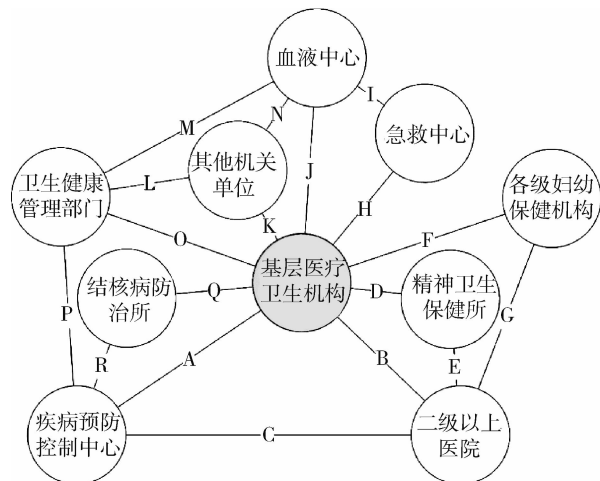 血液中心
M
N
I
急救中心
其他机关
单位
卫生健康
管理部门
L
J
各级妇幼
保健机构
K
H
O
F
基层医疗
卫生机构
结核病防
治所
Q
D
精神卫生
保健所
P
G
R
A
B
E
疾病预防
控制中心
C
二级以上
医院